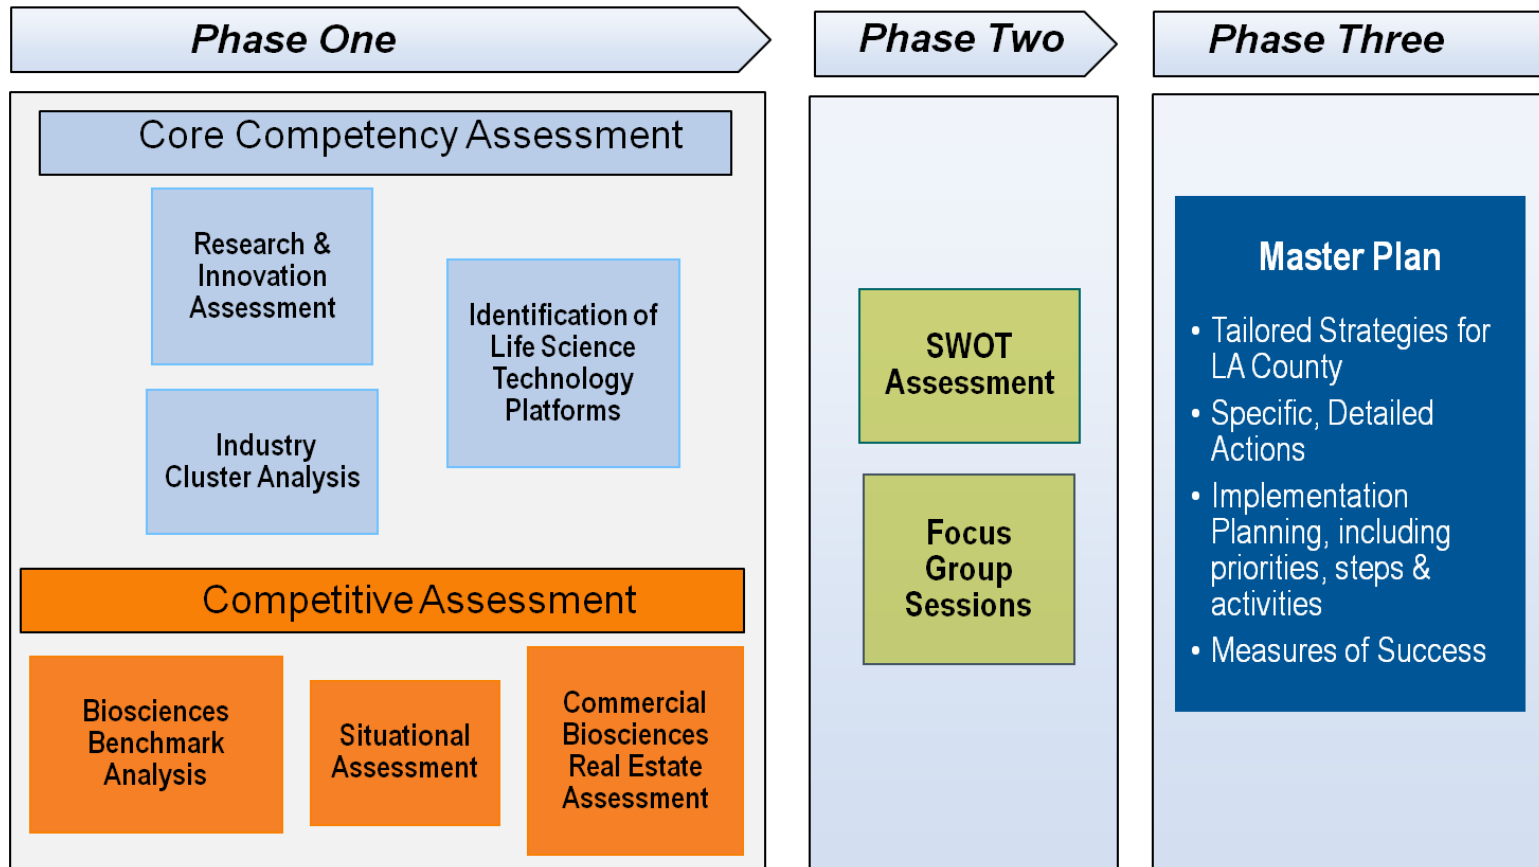 Phase One
Core Competency Assessment
Research &
Innovation
Assessment
Identification of
Life Science
Technology
Platforms
Industry
Cluster Analysis
Competitive Assessment
Biosciences
Benchmark
Analysis
Situational
Assessment
Commercial
Biosciences
Real Estate
Assessment
Phase Two
SWOT
Assessment
Focus
Group
Sessions
Phase Three
Master Plan
• Tailored Strategies for
LA County
• Specific, Detailed
Actions
• Implementation
Planning, including
priorities, steps &
activities
• Measures of Success